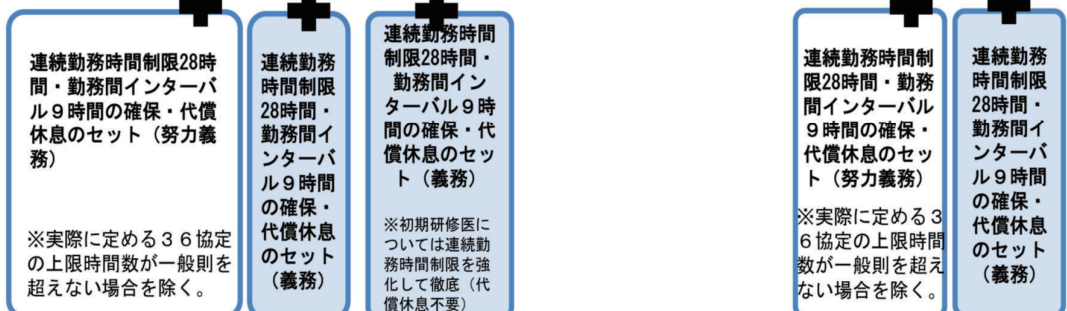 連続勤務時間制限28時
間・勤務間インターバ
ル９時間の確保・代償
休息のセット（努力義
務）
※実際に定める３６協定
の上限時間数が一般則を
超えない場合を除く。
連続勤務
時間制限
28時間・
勤務間イ
ンターバ
ル９時間
の確保・
代償休息
のセット
（義務）
連続勤務時間
制限28時間・
勤務間イン
ターバル９時
間の確保・代
償休息のセッ
ト（義務）
※初期研修医に
ついては連続勤
務時間制限を強
化して徹底（代
償休息不要）
連続勤務時間制
限28時間・勤務
間インターバル
９時間の確保・
代償休息のセッ
ト（努力義務）
※実際に定める３
６協定の上限時間
数が一般則を超え
ない場合を除く。
連続勤務
時間制限
28時間・
勤務間イ
ンターバ
ル９時間
の確保・
代償休息
のセット
（義務）